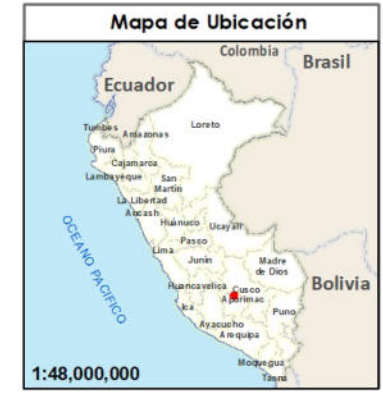 Mapa de Ubicación
Colombia
Brasil
Ecuador
Loreto
Tumbes
Amazonas
Piura
Cajamarca
Lambayeque
San
Martin
La Libertad
Ancash
Huánuco
Ucayali
Pasco
Lima
Junín
Madre
de Dios
OCEANO PACIFICO
Huancavelica
Cusco
Apurimac
Bolivia
Ica
Puno
Ayacucho
Arequipa
Moquegua
Tacna
1:48,000,000